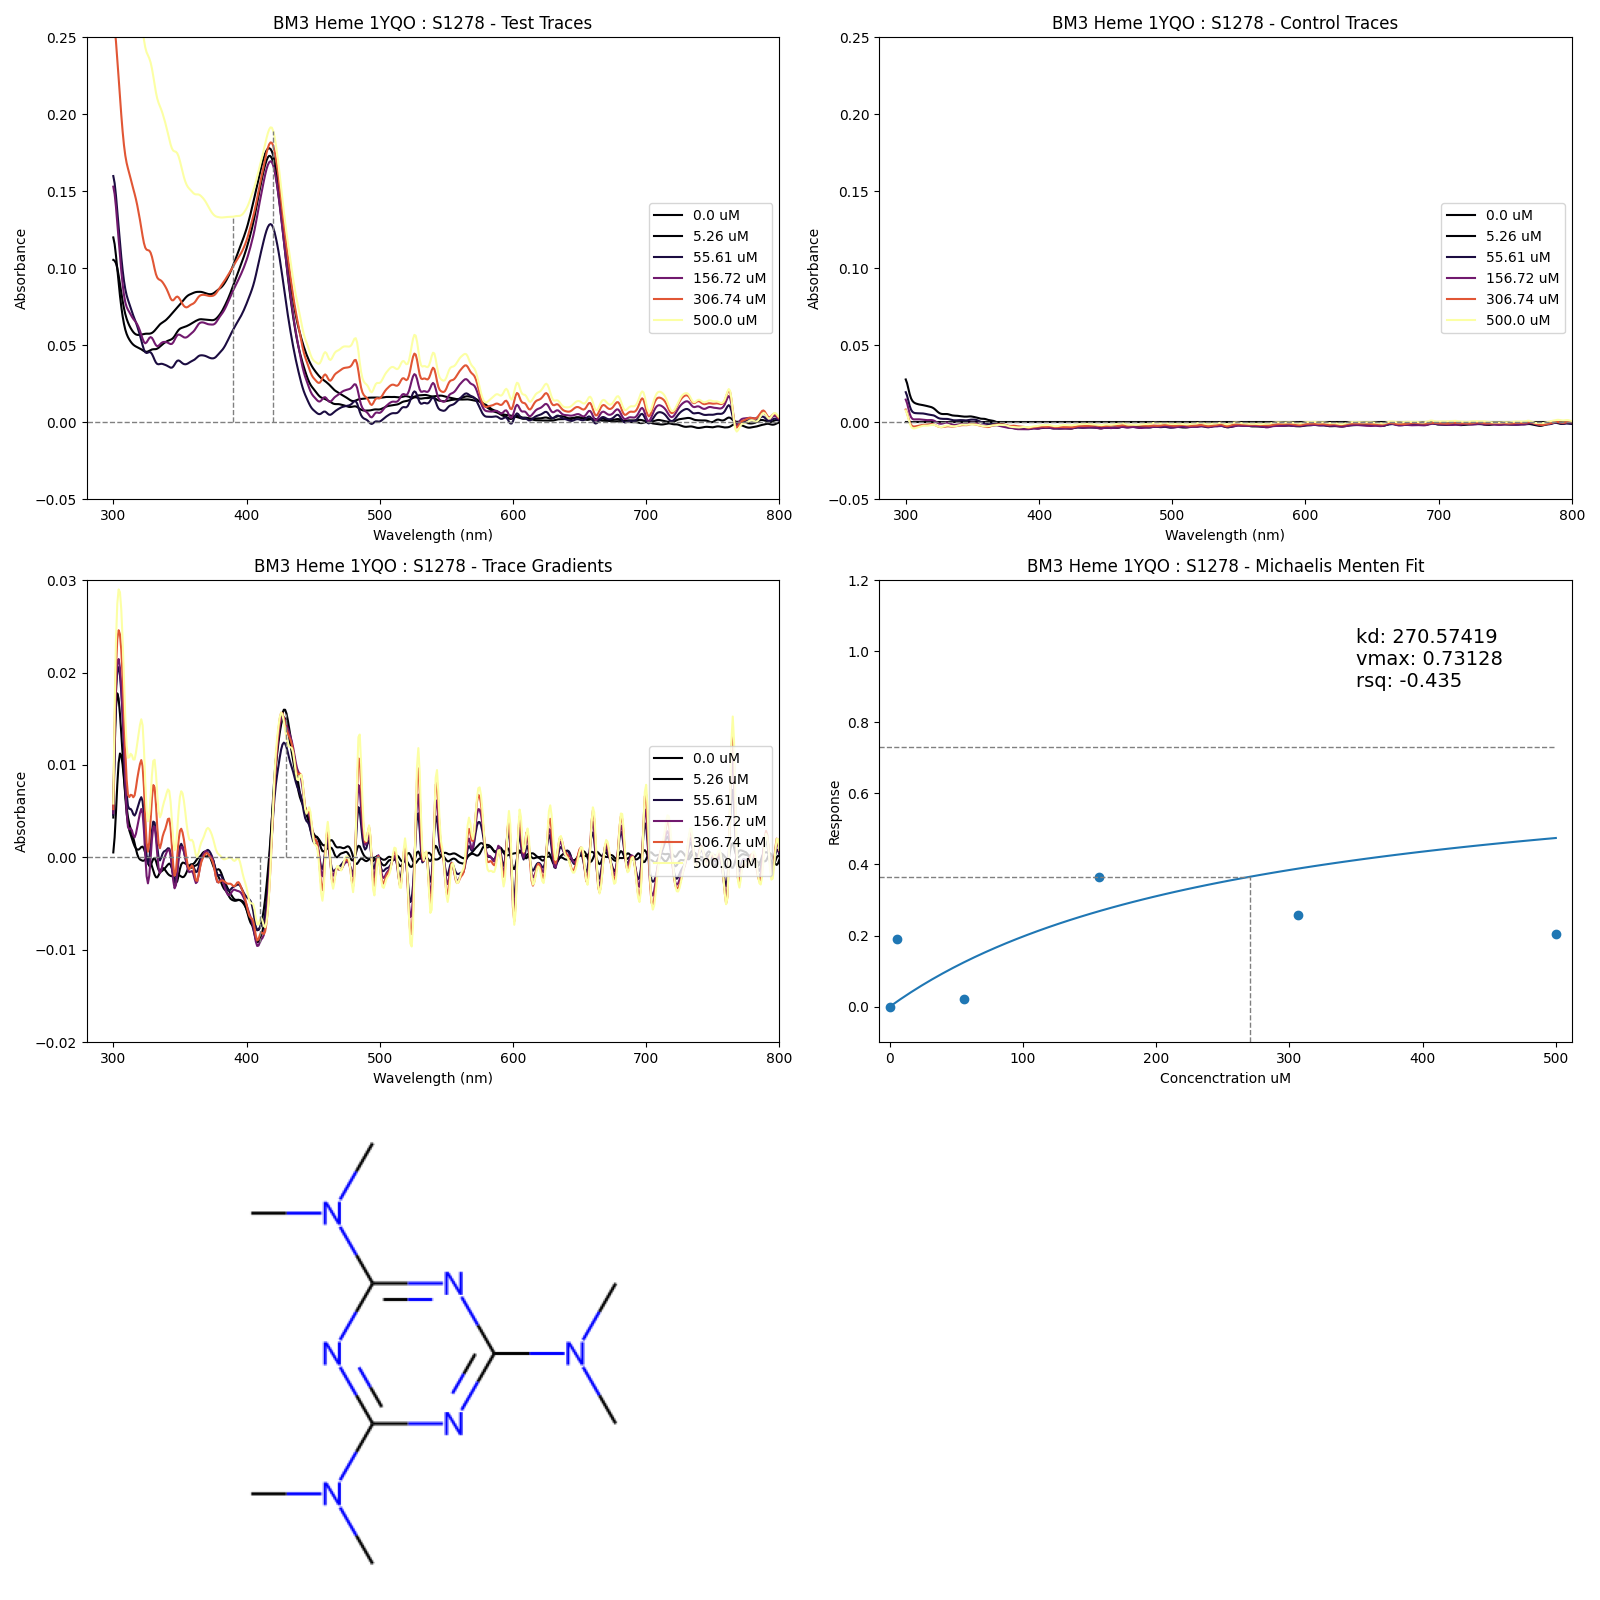 BM3 Heme 1YQO : S1278 - Test Traces
0.25
0.20
0.15
0.10
0.05
0.00
−0.05
Absorbance
300
400
500
600
700
800
Wavelength (nm)
0.0 uM
5.26 uM
55.61 uM
156.72 uM
306.74 uM
500.0 uM
BM3 Heme 1YQO : S1278 - Control Traces
0.25
0.20
0.15
0.10
0.05
0.00
−0.05
Absorbance
300
400
500
600
700
800
Wavelength (nm)
0.0 uM
5.26 uM
55.61 uM
156.72 uM
306.74 uM
500.0 uM
BM3 Heme 1YQO : S1278 - Trace Gradients
0.03
0.02
0.01
0.00
−0.01
−0.02
Absorbance
300
400
500
600
700
800
Wavelength (nm)
0.0 uM
5.26 uM
55.61 uM
156.72 uM
306.74 uM
500.0 uM
BM3 Heme 1YQO : S1278 - Michaelis Menten Fit
1.2
1.0
0.8
0.6
0.4
0.2
0.0
Response
0
100
200
300
400
500
Concenctration uM
kd: 270.57419
vmax: 0.73128
rsq: -0.435
N
N
N
N
N
N